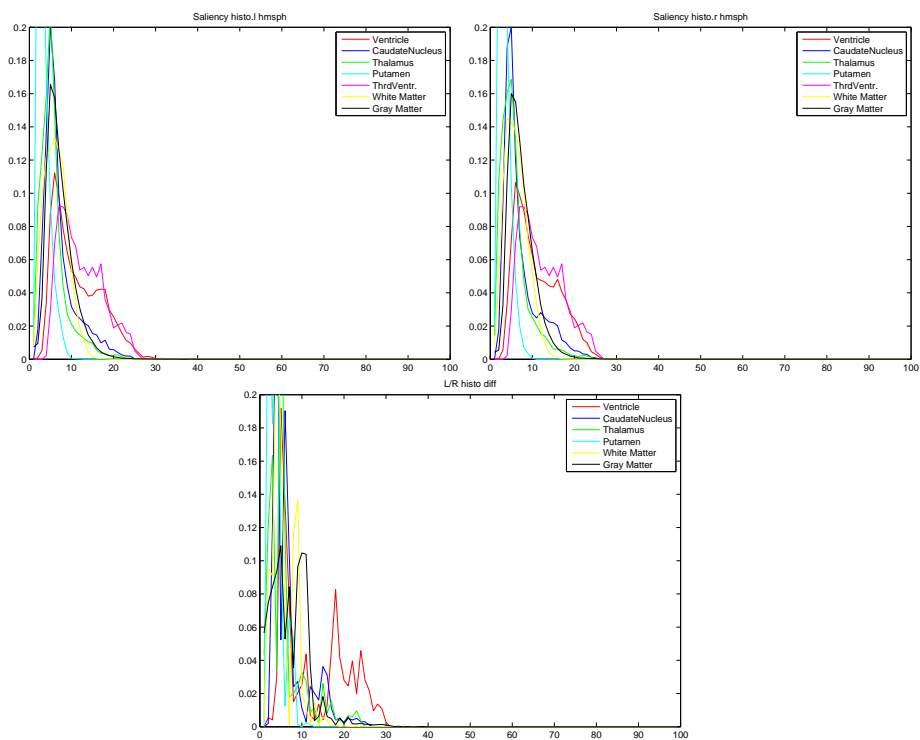 Saliency histo.l hmsph
0.2
0.18
0.16
0.14
0.12
0.1
0.08
0.06
0.04
0.02
0
0 10 20 30 40 50 60 70 80 90 100
Ventricle
CaudateNucleus
Thalamus
Putamen
ThrdVentr.
White Matter
Gray Matter
Saliency histo.r hmsph
0.2
0.18
0.16
0.14
0.12
0.1
0.08
0.06
0.04
0.02
0
0 10 20 30 40 50 60 70 80 90 100
Ventricle
CaudateNucleus
Thalamus
Putamen
ThrdVentr.
White Matter
Gray Matter
L/R histo diff
0.2
0.18
0.16
0.14
0.12
0.1
0.08
0.06
0.04
0.02
0
0 10 20 30 40 50 60 70 80 90 100
Ventricle
CaudateNucleus
Thalamus
Putamen
White Matter
Gray Matter